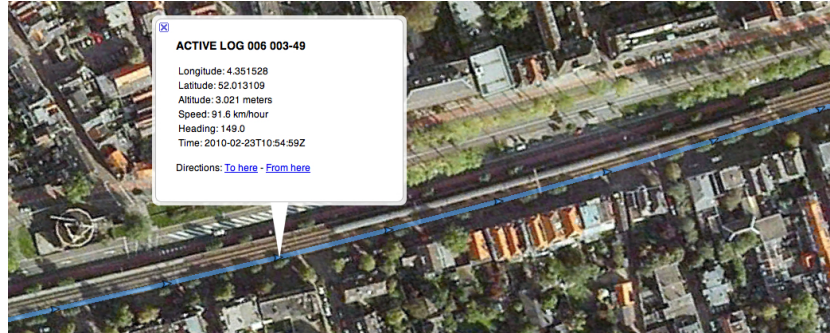 ACTIVE LOG 006 003-49
Longitude: 4.351528
Latitude: 52.013109
Altitude: 3.021 meters
Speed: 91.6 km/hour
Heading: 149.0
Time: 2010-02-23T10:54:59Z
Directions: To here - From here